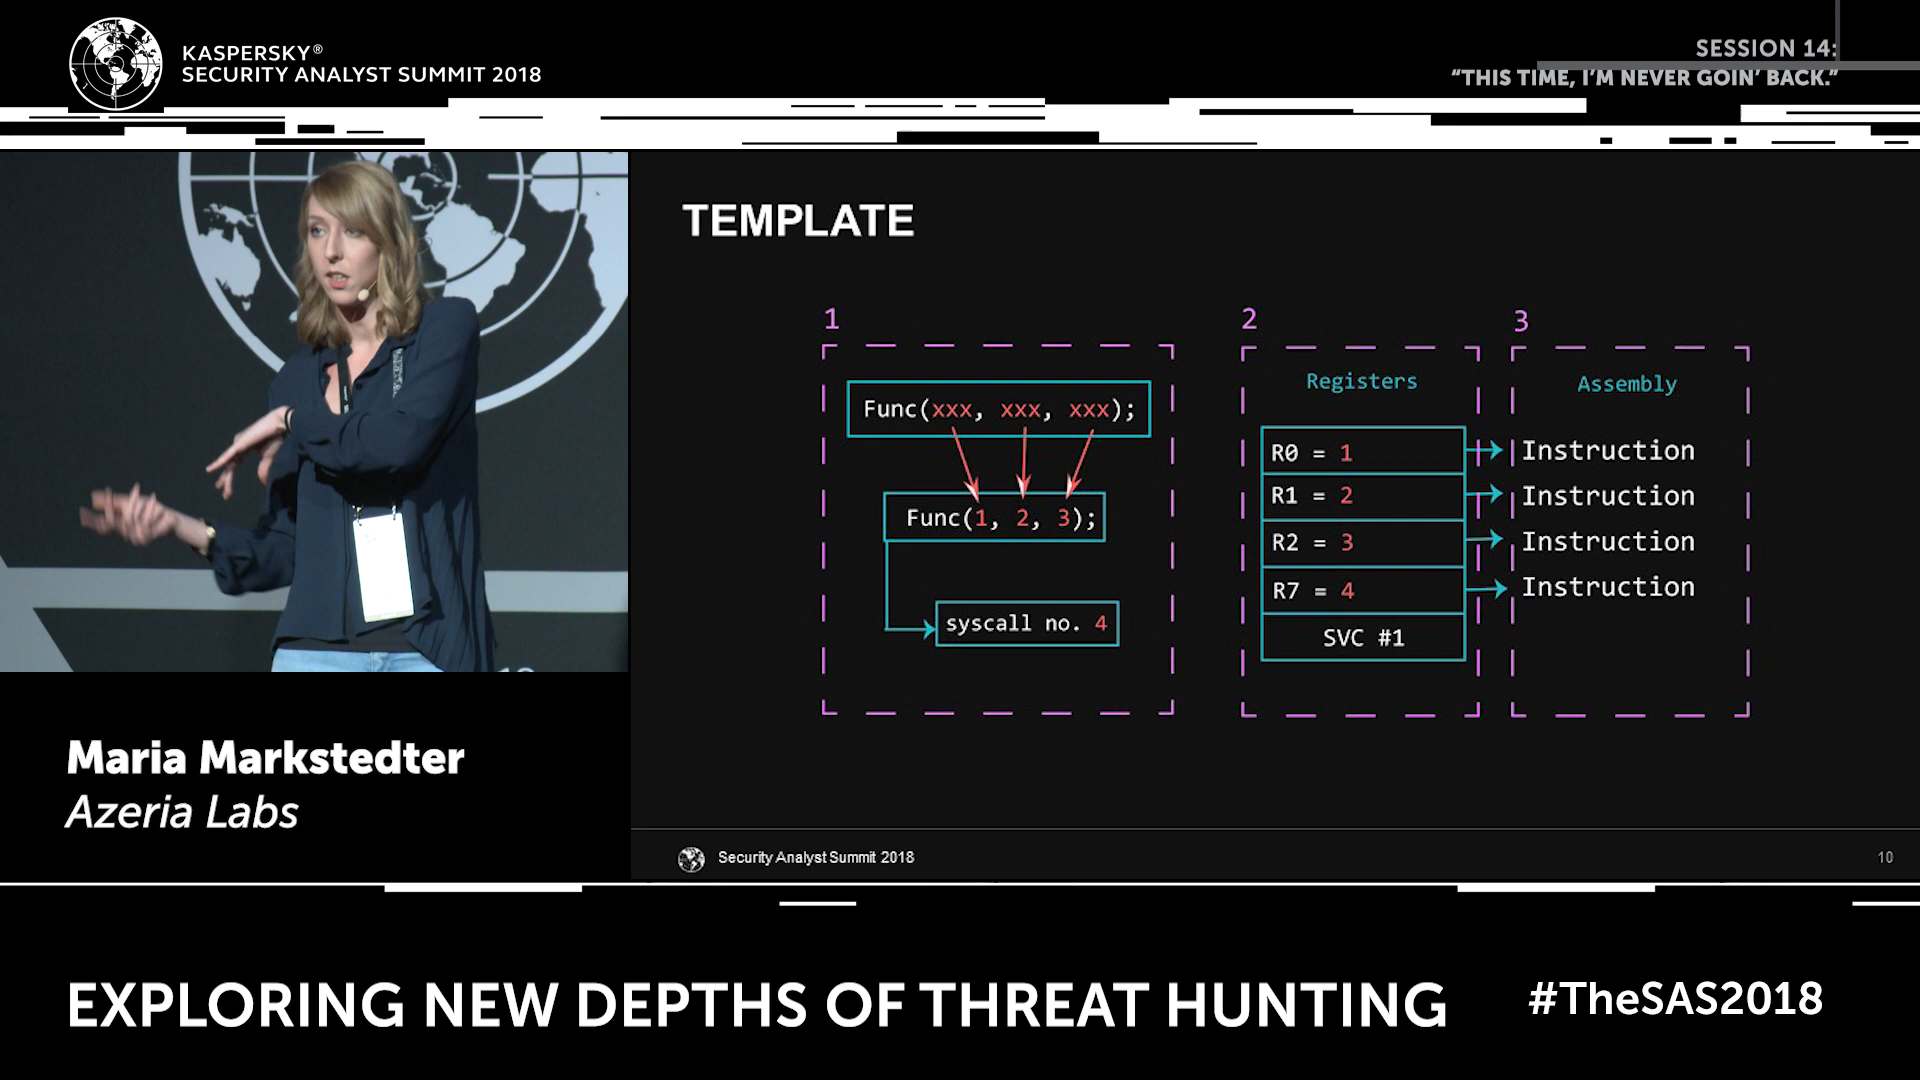 KASPERSKY®
SECURITY ANALYST SUMMIT 2018
SESSION 14:
“THIS TIME, I’M NEVER GOIN’ BACK.”
TEMPLATE
1
Func(xxx, xxx, xxx);
Func(1, 2, 3);
syscall no. 4
2
Registers
R0 = 1
R1 = 2
R2 = 3
R7 = 4
SVC #1
3
Assembly
Instruction
Instruction
Instruction
Instruction
Maria Markstedter
Azeria Labs
Security Analyst Summit 2018
10
EXPLORING NEW DEPTHS OF THREAT HUNTING
#TheSAS2018